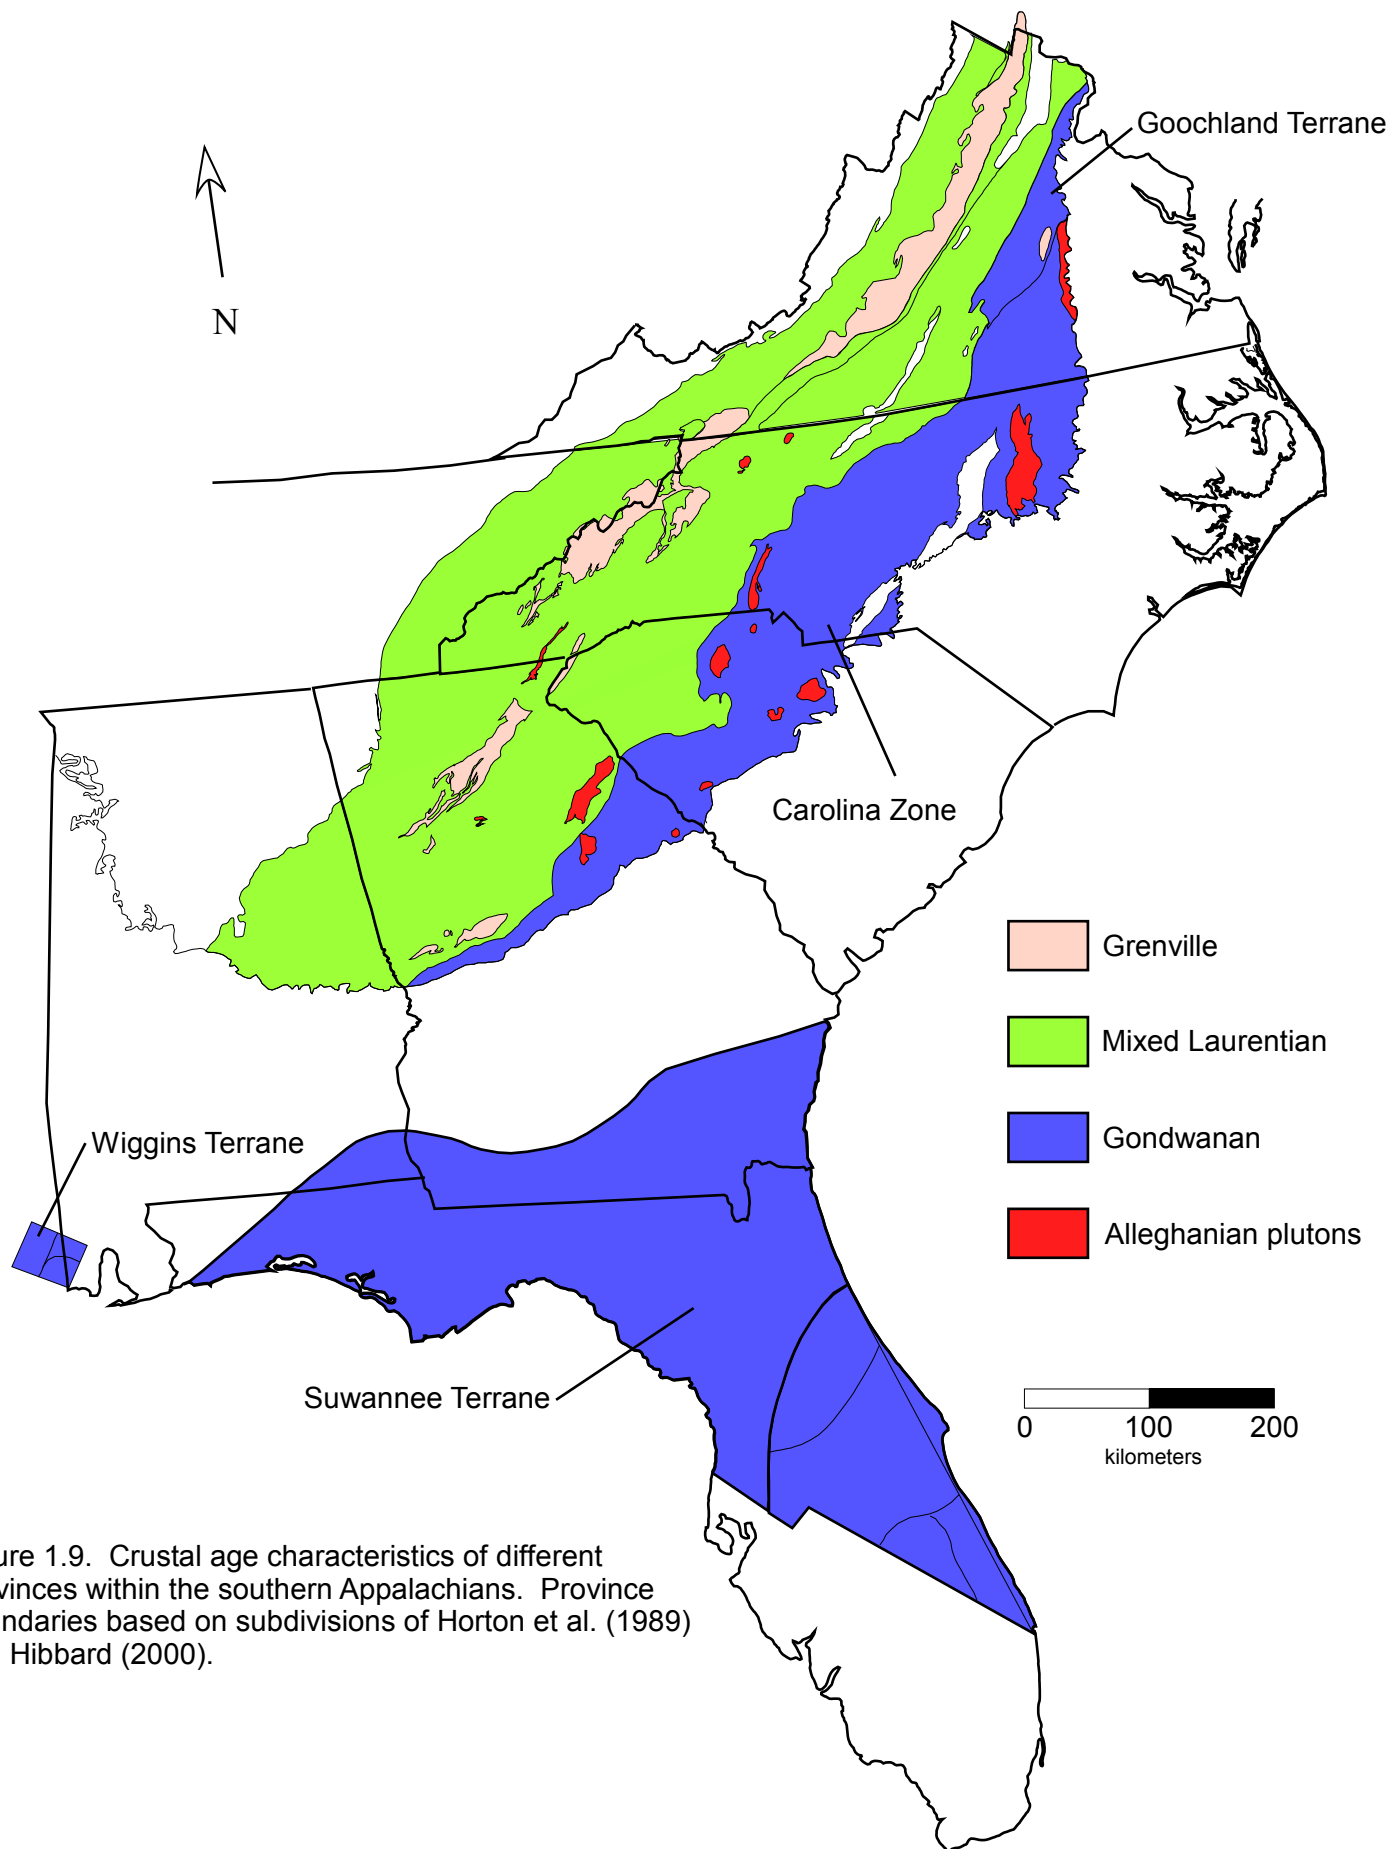 Goochland Terrane
N
Carolina Zone
Grenville
Mixed Laurentian
Gondwanan
Alleghanian plutons
Wiggins Terrane
Suwannee Terrane
0 100 200
kilometers
ure 1.9. Crustal age characteristics of different
vinces within the southern Appalachians. Province
ndaries based on subdivisions of Horton et al. (1989)
Hibbard (2000).